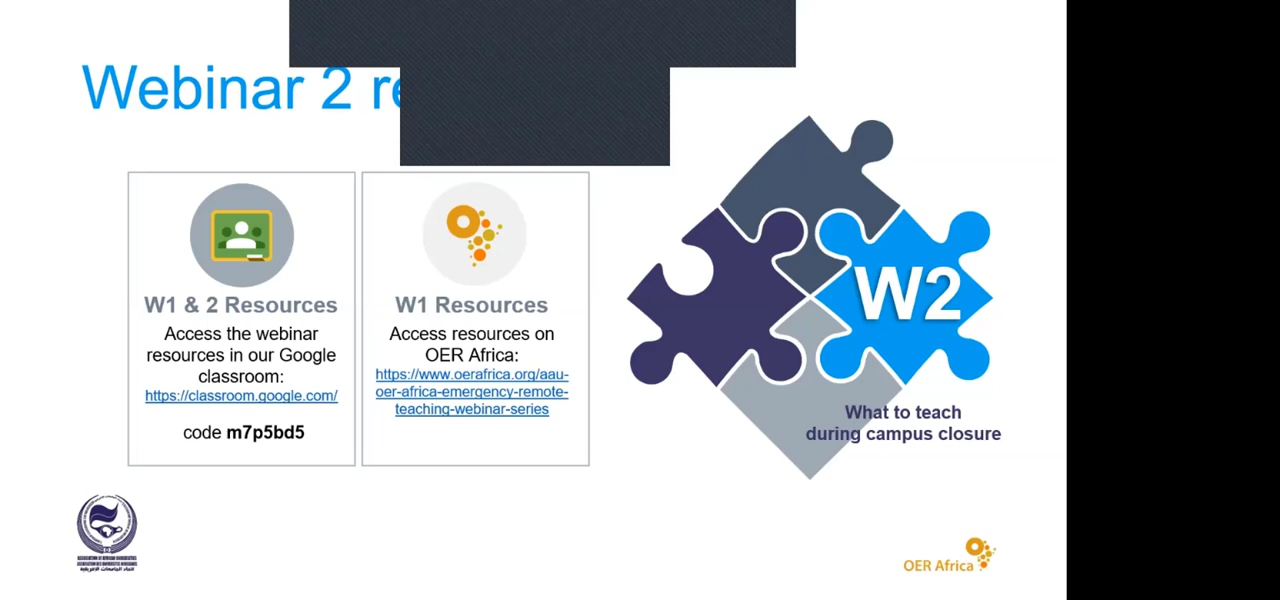 Webinar 2 re
W1 & 2 Resources
Access the webinar
resources in our Google
classroom:
https://classroom.google.com/
code m7p5bd5
W1 Resources
Access resources on
OER Africa:
https://www.oerafrica.org/aau-
oer-africa-emergency-remote-
teaching-webinar-series
W2
What to teach
during campus closure
OER Africa